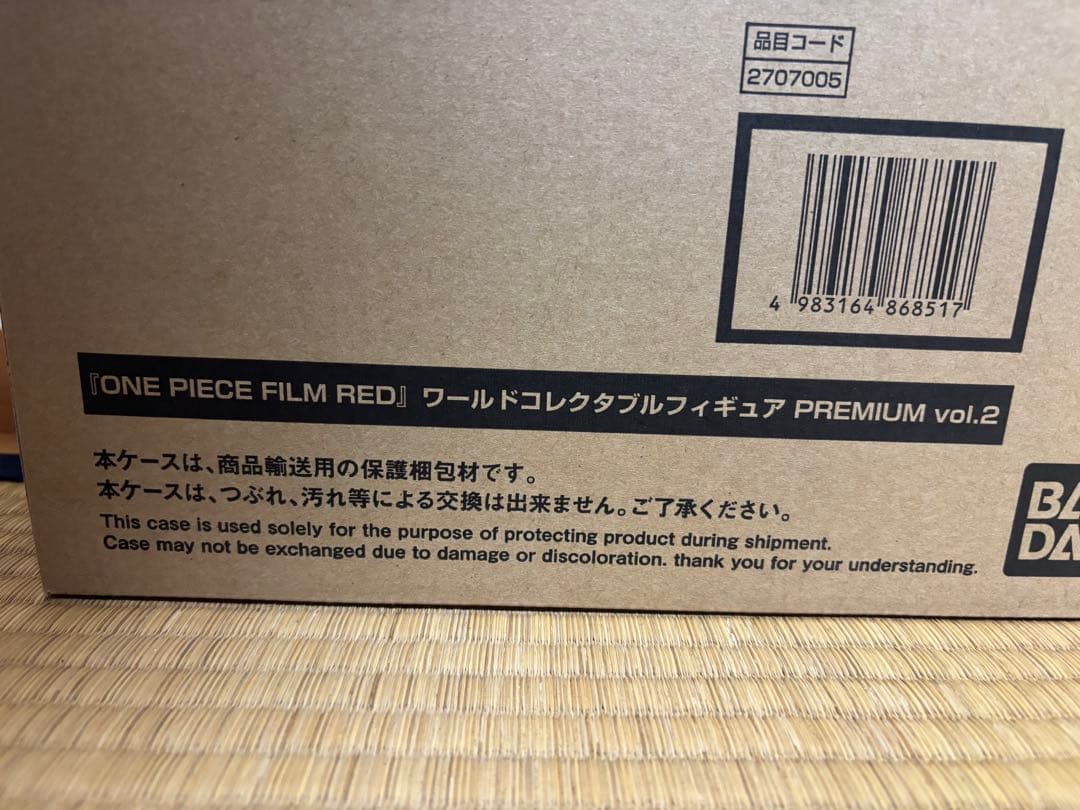 品目コード
2707005
4 983164 868517
『ONE PIECE FILM RED』 ワールドコレクタブルフィギュア PREMIUM vol.2
本ケースは、商品輸送用の保護梱包材です。
本ケースは、つぶれ、汚れ等による交換は出来ません。ご了承ください。
This case is used solely for the purpose of protecting product during shipment.
Case may not be exchanged due to damage or discoloration. thank you for your understanding.